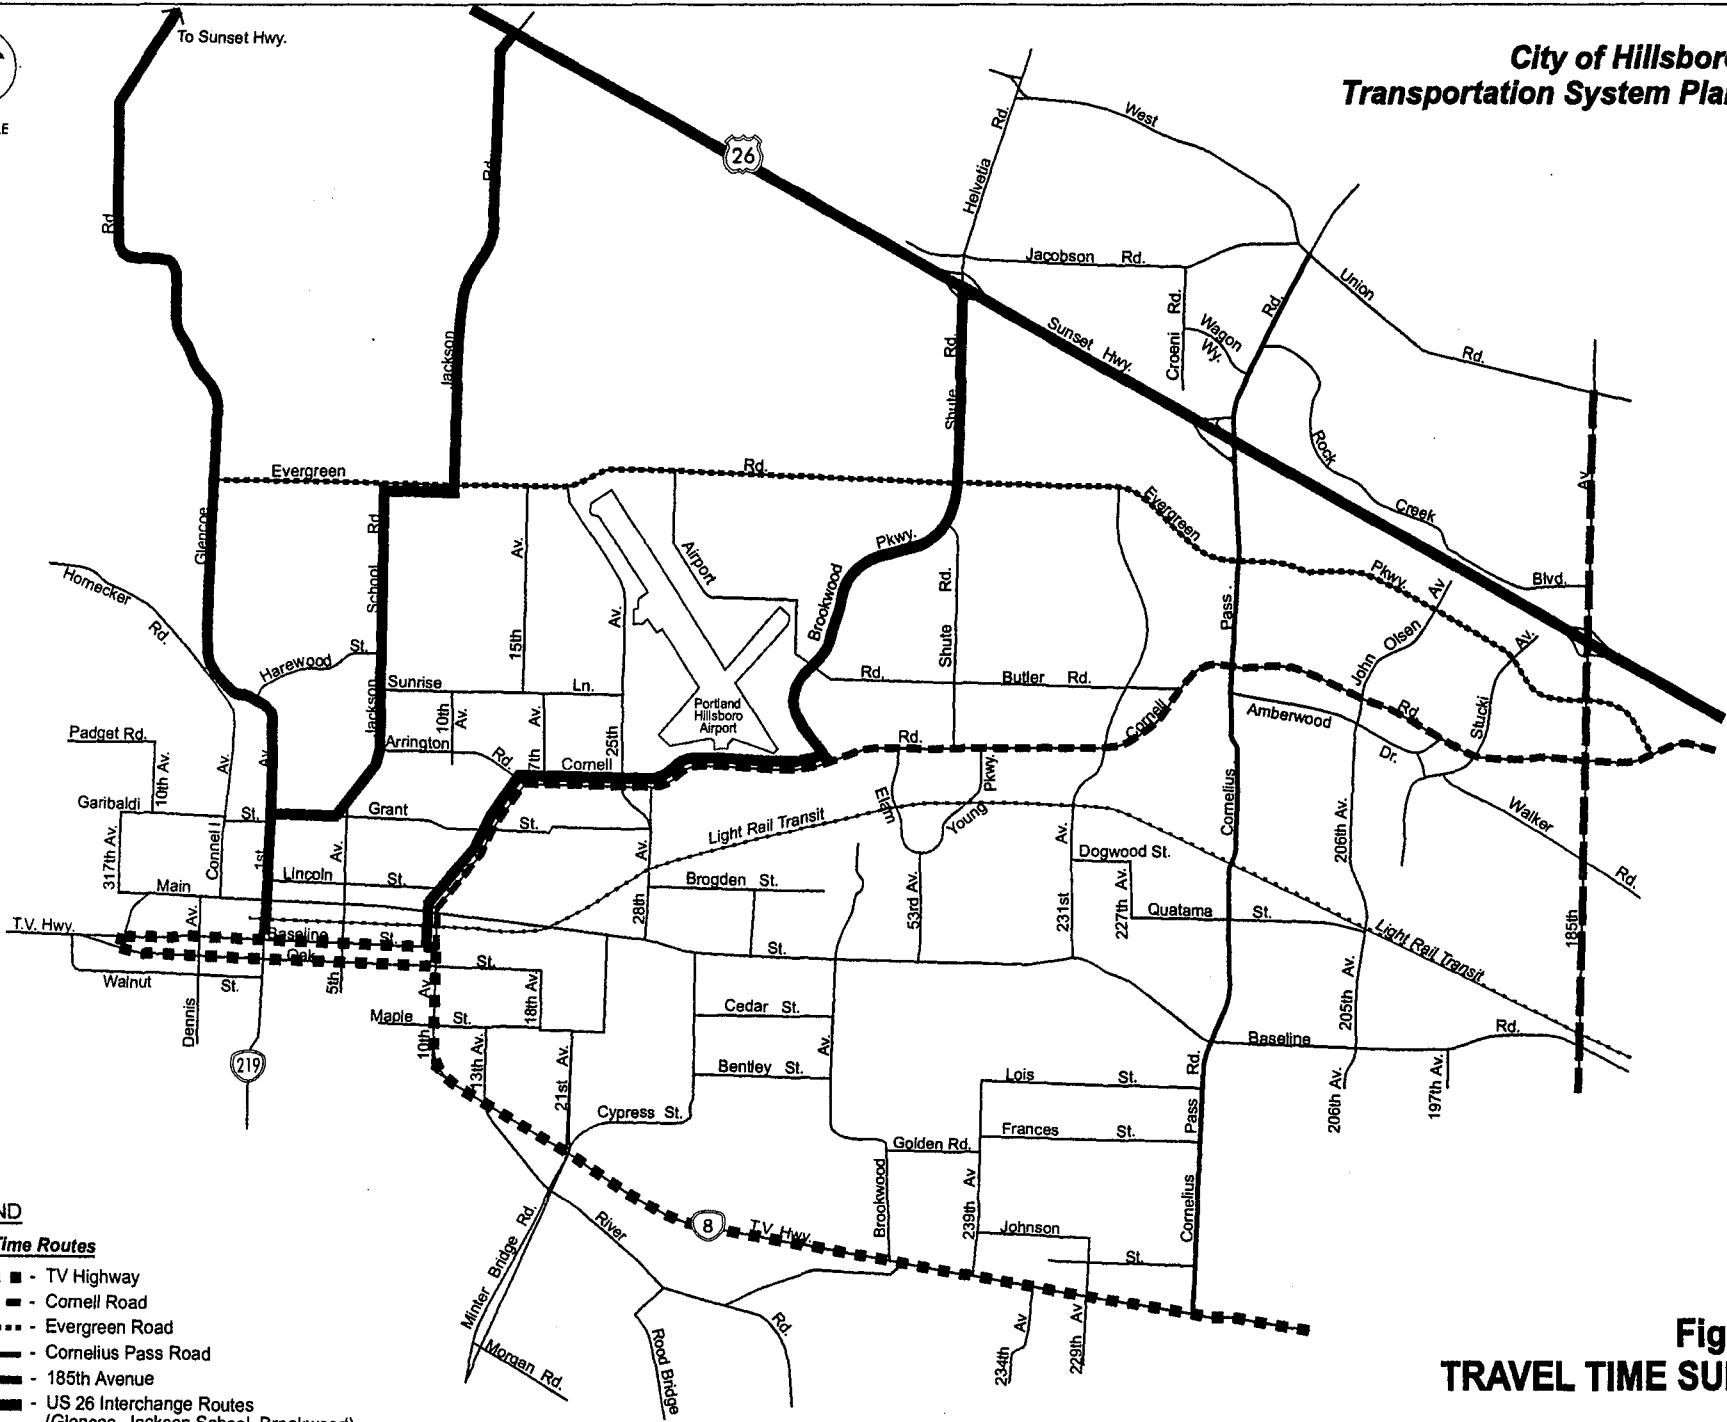 To Sunset Hwy.
City of Hillsboro
Transportation System Plan
26
West
Helvetia Rd.
Jacobson Rd.
Union Rd.
Croeni Rd.
Wagon Wy.
Rd.
Sunset Hwy.
Shute Rd.
Rock Creek Blvd.
Rd.
Jackson Rd.
Evergreen Rd.
Evergreen Pkwy.
Glencoe
School Rd.
Jackson
Hornecker Rd.
Harewood St.
15th Av.
Av.
Airport
Brookwood Pkwy.
Shute Rd.
Pass
John Olsen Av
Av.
Stucki
Av.
Sunrise Ln.
10th Av.
Av.
7th
25th
Portland
Hillsboro
Airport
Rd.
Butler Rd.
Cornell
Amberwood Dr.
Rd.
Padget Rd.
10th Av.
Av.
Av.
Arrington Rd.
Cornell
Rd.
Elam
Young Pkwy.
Light Rail Transit
Cornelius
206th Av.
Walker Rd.
Garibaldi St.
Grant St.
317th Av.
Connell
1st
Av.
Lincoln St.
Main
Av.
28th
Av.
Brogden St.
53rd Av.
231st
Av.
Dogwood St.
227th Av.
Quatama St.
Light Rail Transit
185th
T.V. Hwy.
Baseline St.
Oak
St.
St.
Walnut St.
Dennis
Av.
5th
Av.
18th Av.
Maple St.
10th
13th Av.
21st Av.
Cedar St.
Bentley St.
Av.
Cypress St.
219
Baseline Rd.
205th Av.
206th Av.
197th Av.
Lois St.
Frances St.
Golden Rd.
Rd.
Pass
Cornelius
Brookwood
239th Av
Johnson
St.
8
T.V. Hwy.
River Rd.
Minter Bridge Rd.
Morgan Rd.
Rood Bridge
234th Av
229th Av
Time Routes
- TV Highway
- Cornell Road
- Evergreen Road
- Cornelius Pass Road
- 185th Avenue
- US 26 Interchange Routes
(Glencoe, Jackson School, Brookwood)
TRAVEL TIME